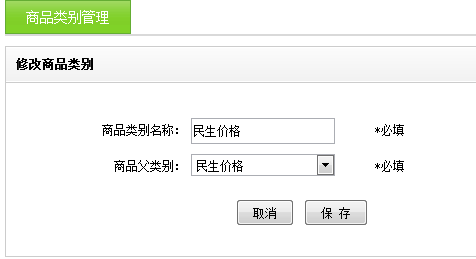 商品类别管理
修改商品类别
商品类别名称： 民生价格 *必填
商品父类别： 民生价格 *必填
取消 保 存